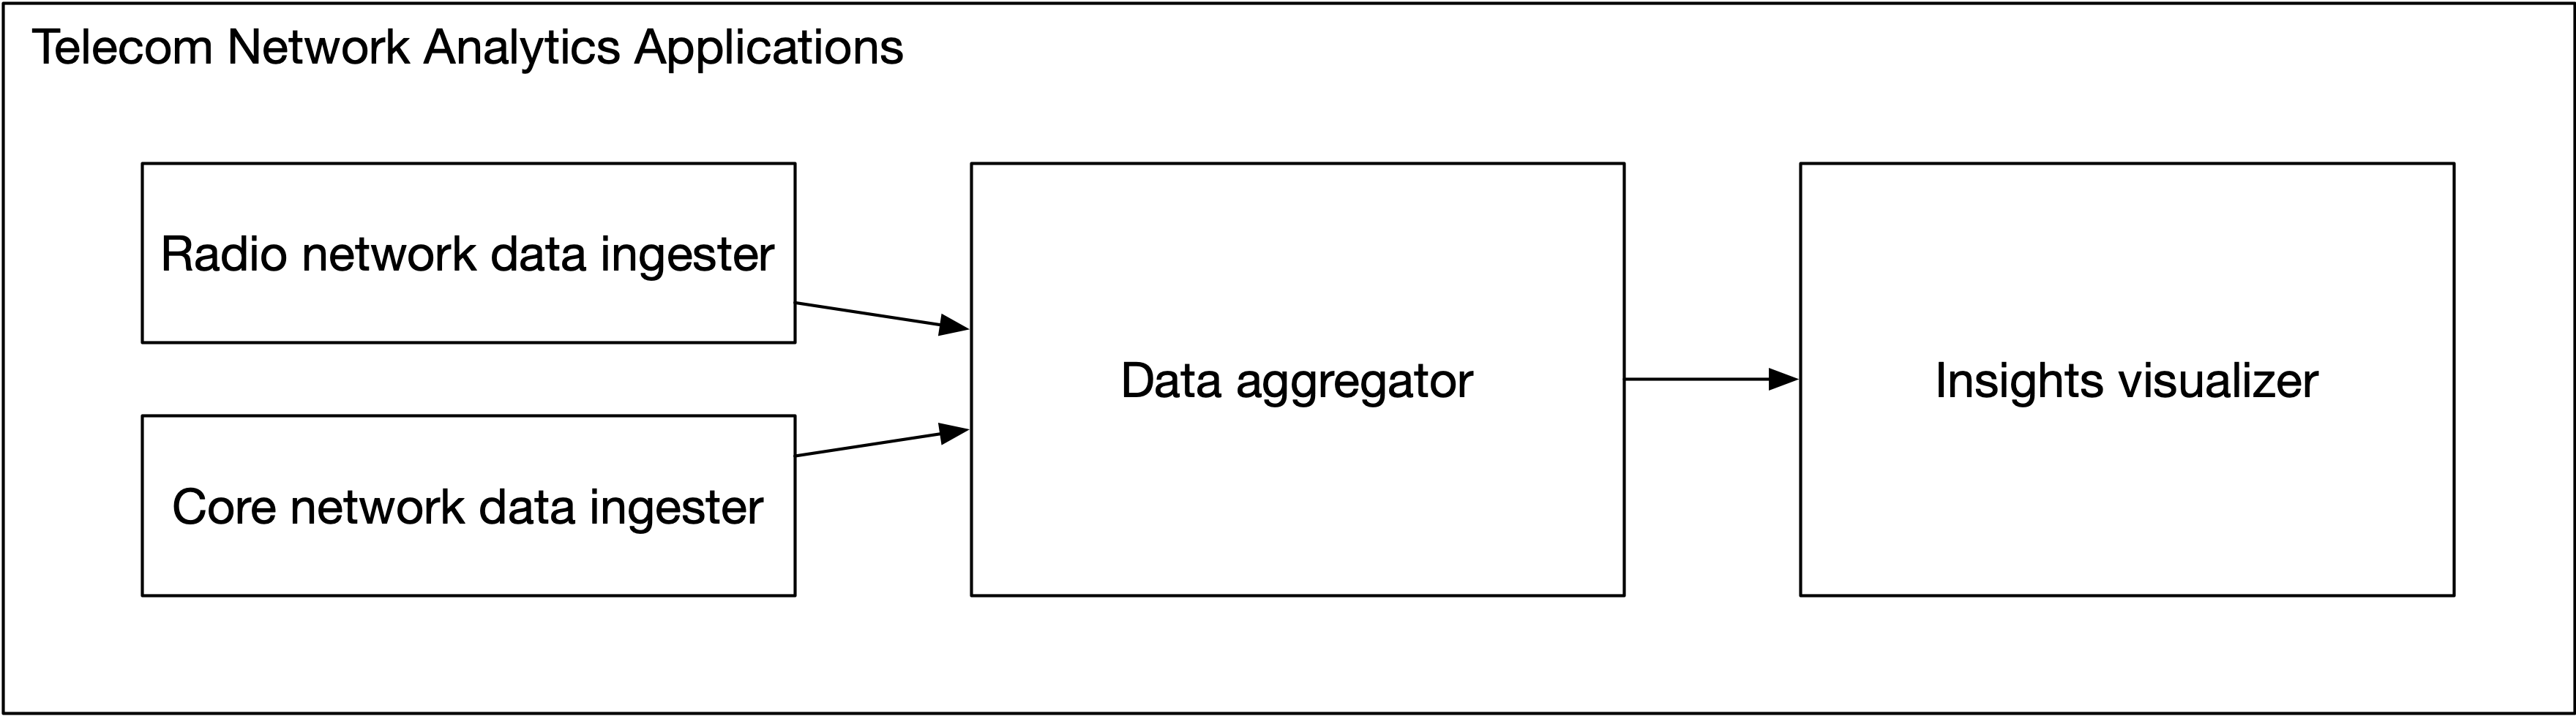 Telecom Network Analytics Applications
Radio network data ingester
Core network data ingester
Data aggregator
Insights visualizer